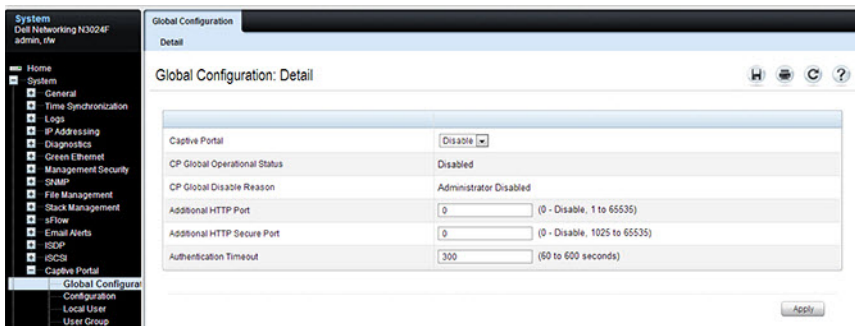 System
Dell Networking N3024F
admin, r/w
Home
System
General
Time Synchronization
Logs
IP Addressing
Diagnostics
Green Ethernet
Management Security
SNMP
File Management
Stack Management
sFlow
Email Alerts
ISDP
iSCSI
Captive Portal
Global Configurat
Configuration
Local User
User Group
Global Configuration
Detail
Global Configuration: Detail
H ?
Captive Portal Disable
CP Global Operational Status Disabled
CP Global Disable Reason Administrator Disabled
Additional HTTP Port 0 (0 - Disable, 1 to 65535)
Additional HTTP Secure Port 0 (0 - Disable, 1025 to 65535)
Authentication Timeout 300 (60 to 600 seconds)
Apply